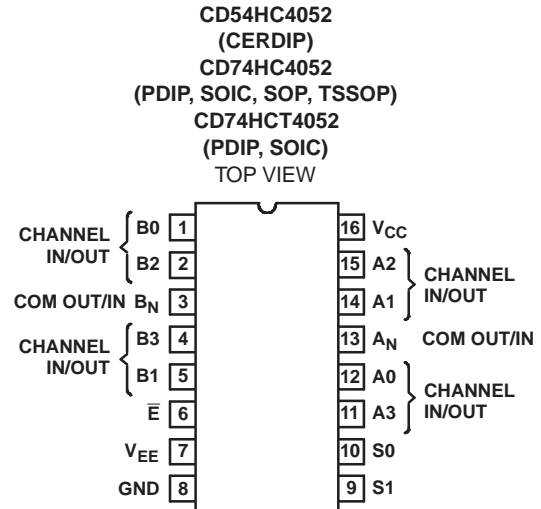 CD54HC4052
(CERDIP)
CD74HC4052
(PDIP, SOIC, SOP, TSSOP)
CD74HCT4052
(PDIP, SOIC)
TOP VIEW
CHANNEL IN/OUT
B0 1
B2 2
COM OUT/IN BN 3
CHANNEL IN/OUT
B3 4
B1 5
E̅ 6
VEE 7
GND 8
16 VCC
15 A2
14 A1
CHANNEL IN/OUT
13 AN COM OUT/IN
12 A0
11 A3
CHANNEL IN/OUT
10 S0
9 S1